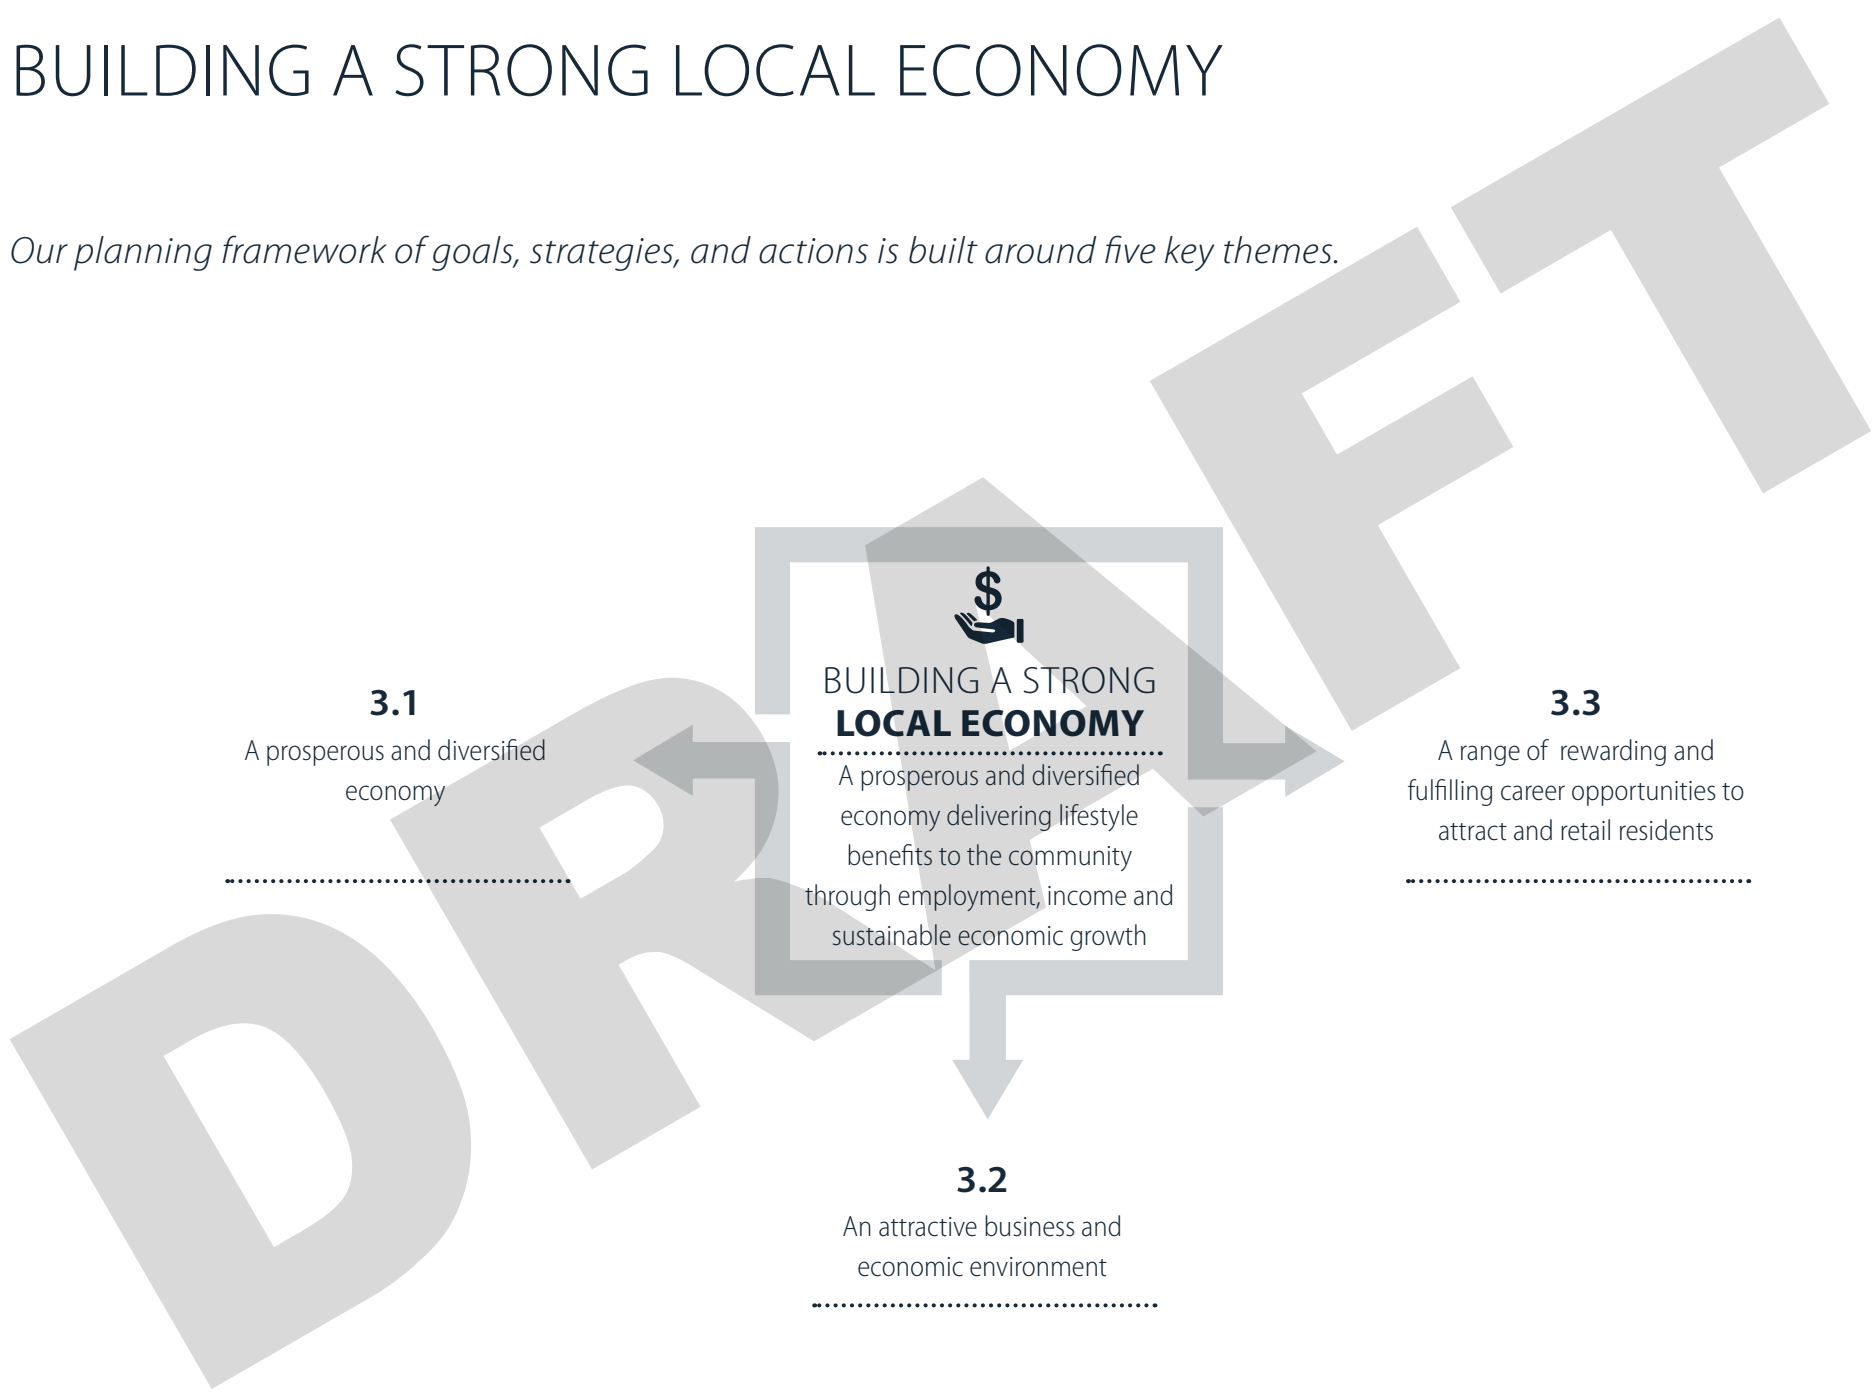 BUILDING A STRONG LOCAL ECONOMY
Our planning framework of goals, strategies, and actions is built around five key themes.
$
BUILDING A STRONG
LOCAL ECONOMY
A prosperous and diversified
economy delivering lifestyle
benefits to the community
through employment, income and
sustainable economic growth
3.1
A prosperous and diversified
economy
3.2
An attractive business and
economic environment
3.3
A range of rewarding and
fulfilling career opportunities to
attract and retail residents
DRAFT